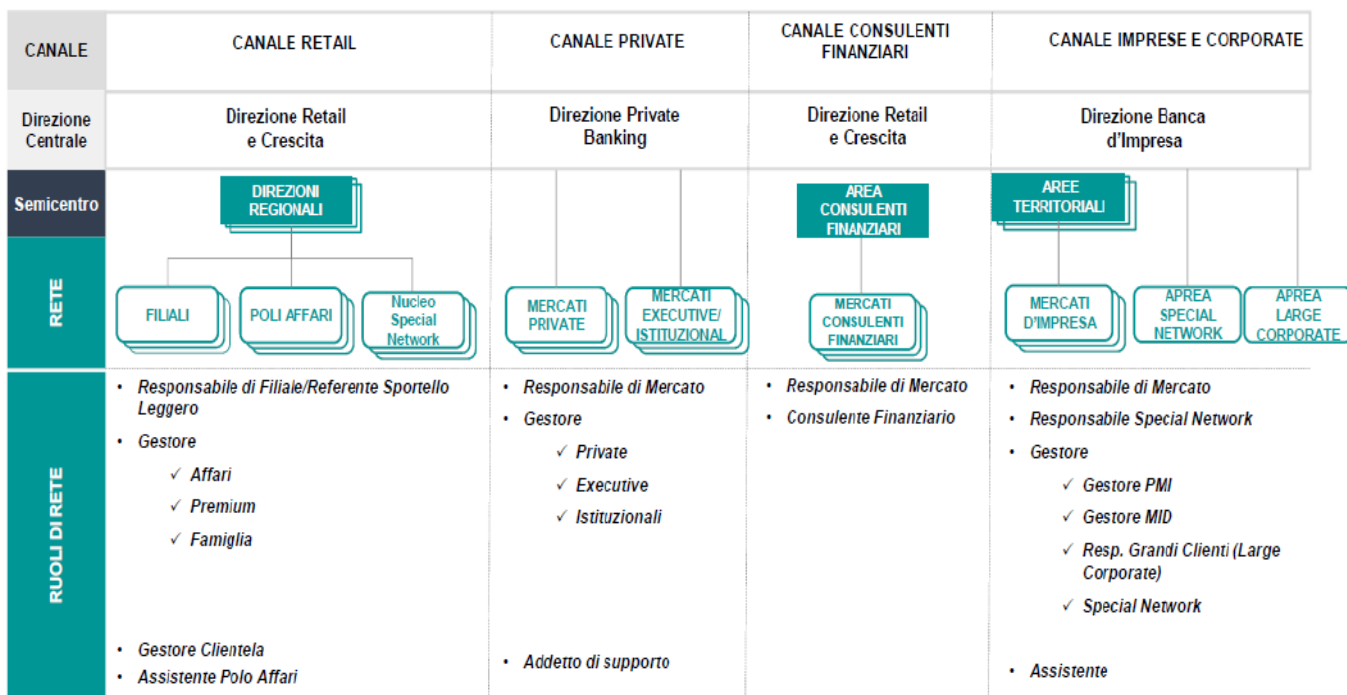 CANALE
CANALE RETAIL
CANALE PRIVATE
CANALE CONSULENTI
FINANZIARI
CANALE IMPRESE E CORPORATE
Direzione
Centrale
Direzione Retail
e Crescita
Direzione Private
Banking
Direzione Retail
e Crescita
Direzione Banca
d'Impresa
Semicentro
DIREZIONI
REGIONALI
AREA
CONSULENTI
FINANZIARI
AREE
TERRITORIALI
RETE
FILIALI
POLI AFFARI
Nucleo
Special
Network
MERCATI
PRIVATE
MERCATI
EXECUTIVE/
ISTITUZIONAL
MERCATI
CONSULENTI
FINANZIARI
MERCATI
D'IMPRESA
APREA
SPECIAL
NETWORK
APREA
LARGE
CORPORATE
RUOLI DI RETE
• Responsabile di Filiale/Referente Sportello
Leggero
• Gestore
✓ Affari
✓ Premium
✓ Famiglia
• Gestore Clientela
• Assistente Polo Affari
• Responsabile di Mercato
• Gestore
✓ Private
✓ Executive
✓ Istituzionali
• Addetto di supporto
• Responsabile di Mercato
• Consulente Finanziario
• Responsabile di Mercato
• Responsabile Special Network
• Gestore
✓ Gestore PMI
✓ Gestore MID
✓ Resp. Grandi Clienti (Large
Corporate)
✓ Special Network
• Assistente